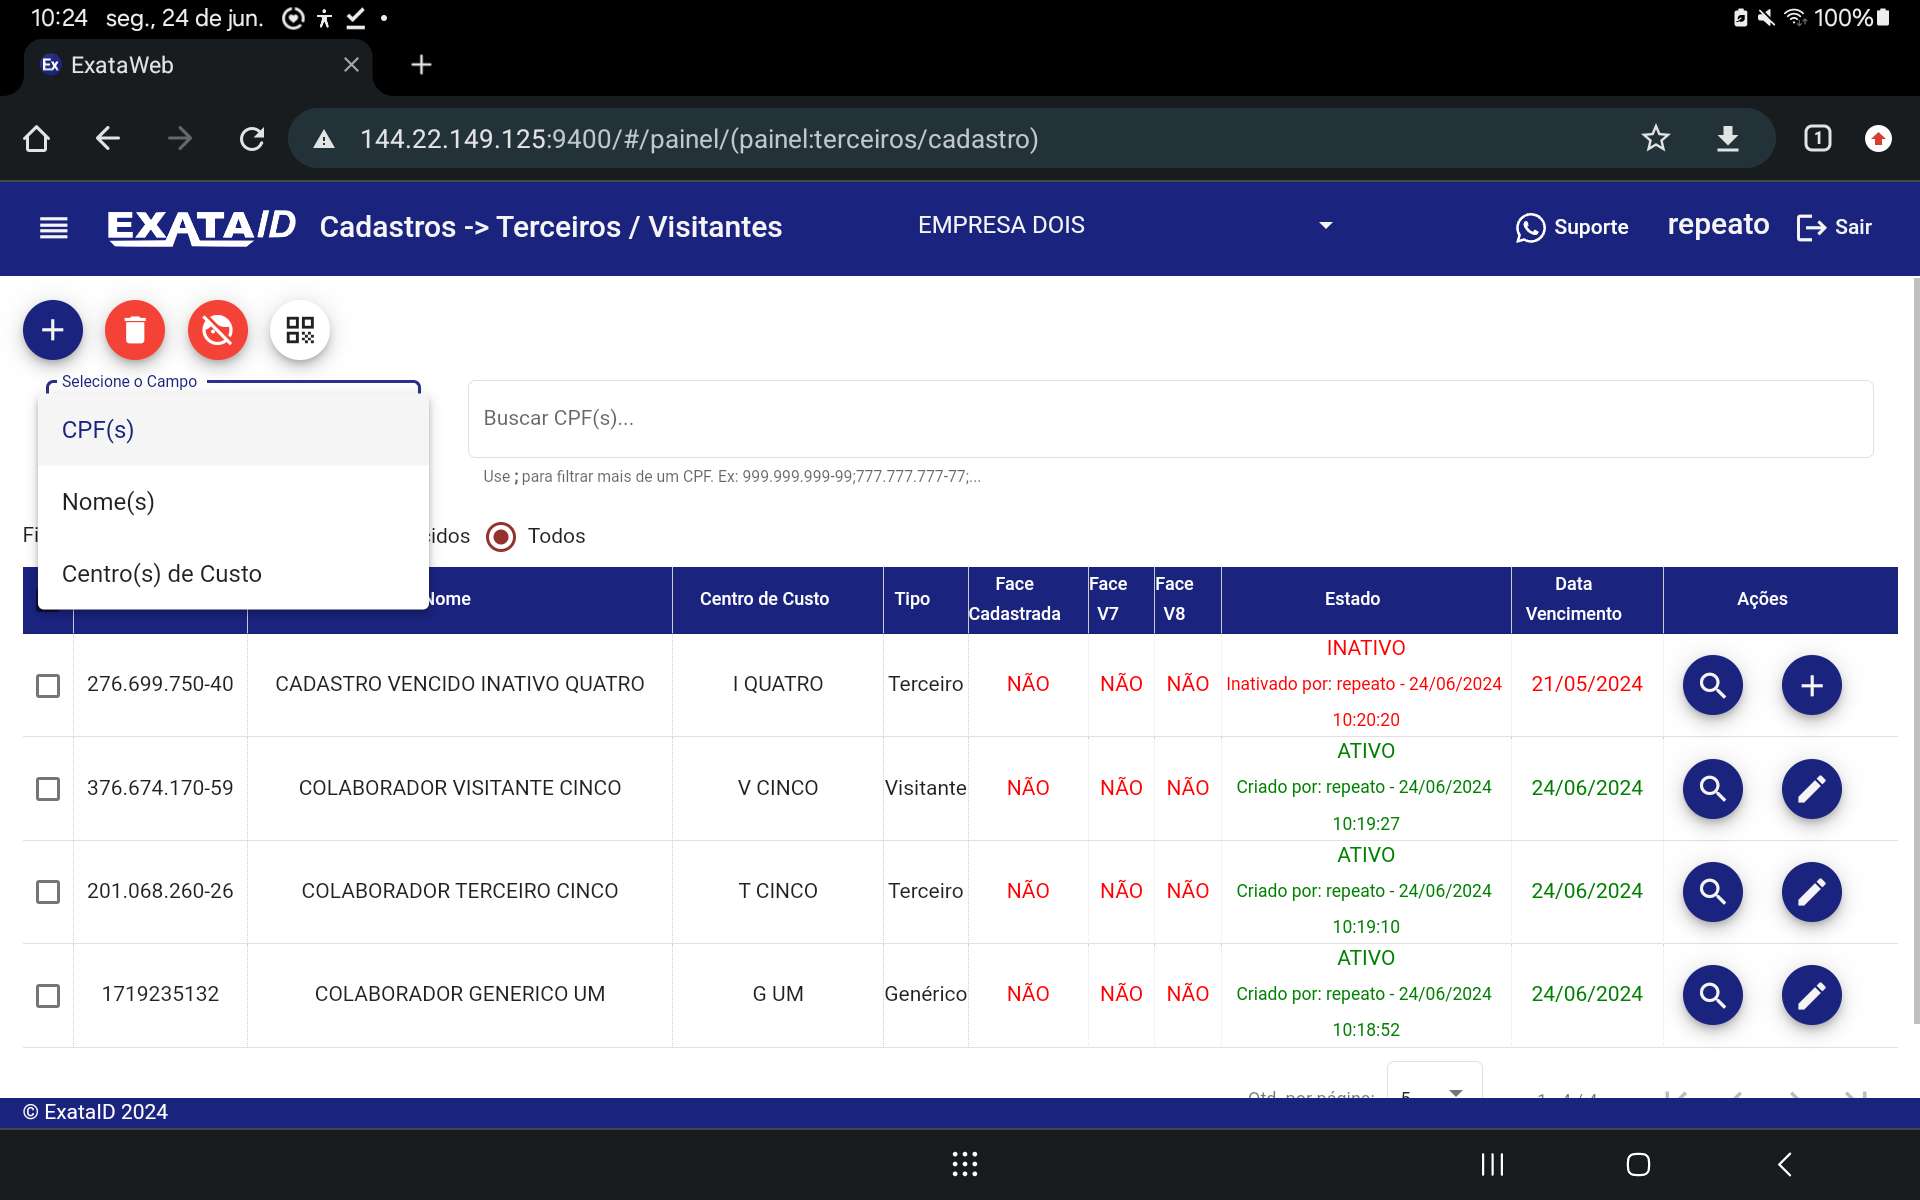 10:24 seg., 24 de jun. 100%
Ex ExataWeb
144.22.149.125:9400/#/painel/(painel:terceiros/cadastro) 1
EXATA/D Cadastros -> Terceiros / Visitantes EMPRESA DOIS Suporte repeato Sair
Selecione o Campo
CPF(s)
Nome(s)
Centro(s) de Custo
Buscar CPF(s)...
Use ; para filtrar mais de um CPF. Ex: 999.999.999-99;777.777.777-77;...
Todos
Nome Centro de Custo Tipo Face Cadastrada Face V7 Face V8 Estado Data Vencimento Ações
276.699.750-40 CADASTRO VENCIDO INATIVO QUATRO I QUATRO Terceiro NÃO NÃO NÃO INATIVO Inativado por: repeato - 24/06/2024 10:20:20 21/05/2024
376.674.170-59 COLABORADOR VISITANTE CINCO V CINCO Visitante NÃO NÃO NÃO ATIVO Criado por: repeato - 24/06/2024 10:19:27 24/06/2024
201.068.260-26 COLABORADOR TERCEIRO CINCO T CINCO Terceiro NÃO NÃO NÃO ATIVO Criado por: repeato - 24/06/2024 10:19:10 24/06/2024
1719235132 COLABORADOR GENERICO UM G UM Genérico NÃO NÃO NÃO ATIVO Criado por: repeato - 24/06/2024 10:18:52 24/06/2024
Qtd. por página: 5 1 - 4 / 4
© ExataID 2024